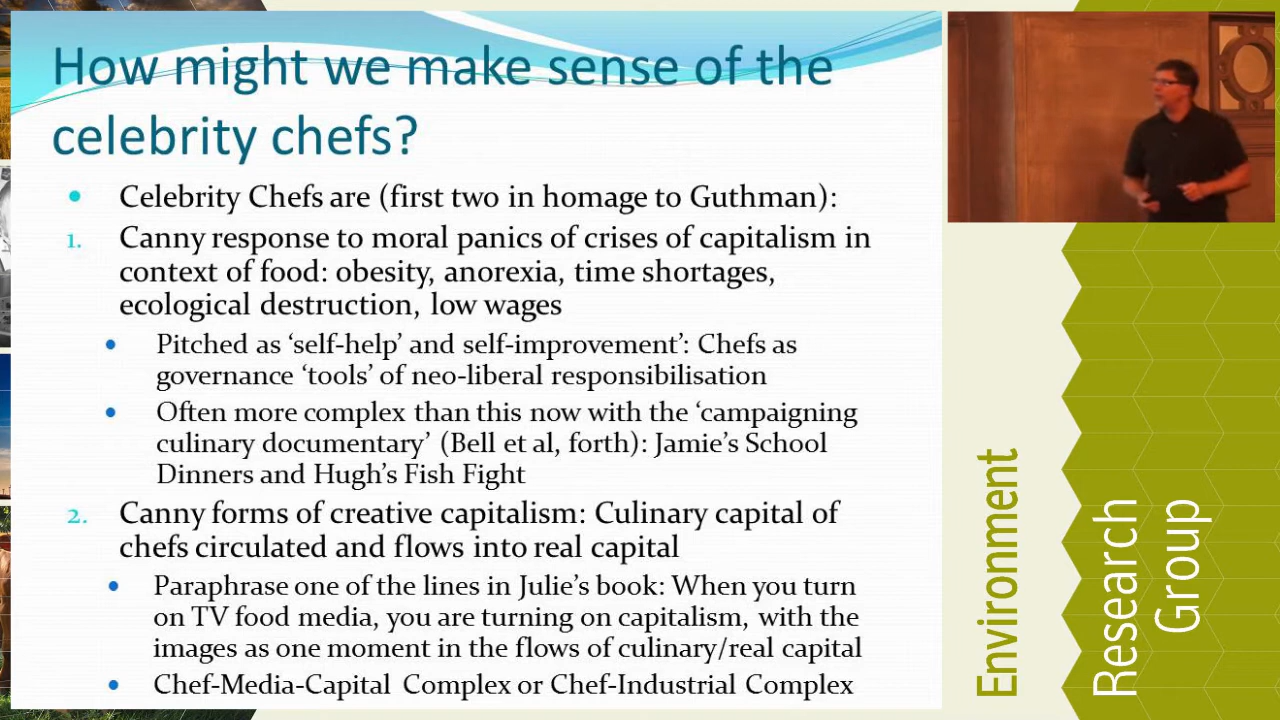 How might we make sense of the
celebrity chefs?
• Celebrity Chefs are (first two in homage to Guthman):
1. Canny response to moral panics of crises of capitalism in
context of food: obesity, anorexia, time shortages,
ecological destruction, low wages
• Pitched as ‘self-help’ and self-improvement’: Chefs as
governance ‘tools’ of neo-liberal responsibilisation
• Often more complex than this now with the ‘campaigning
culinary documentary’ (Bell et al, forth): Jamie’s School
Dinners and Hugh’s Fish Fight
2. Canny forms of creative capitalism: Culinary capital of
chefs circulated and flows into real capital
• Paraphrase one of the lines in Julie’s book: When you turn
on TV food media, you are turning on capitalism, with the
images as one moment in the flows of culinary/real capital
• Chef-Media-Capital Complex or Chef-Industrial Complex
Environment
Research
Group